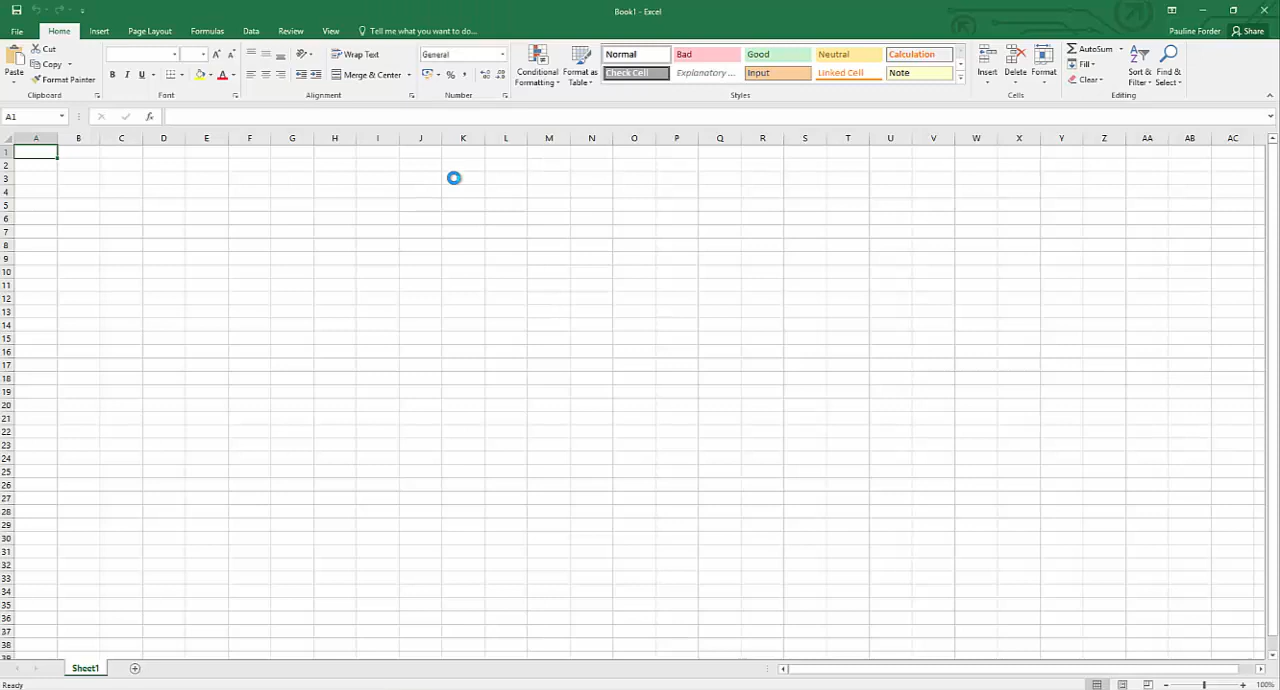 Book1 - Excel
File Home Insert Page Layout Formulas Data Review View Tell me what you want to do... Pauline Forder Share
Paste Cut Copy Format Painter
Clipboard
B I U A
Font
Wrap Text
Merge & Center
Alignment
General
%
Number
Conditional Formatting
Format as Table
Normal Bad Good Neutral Calculation
Check Cell Explanatory ... Input Linked Cell Note
Styles
Insert Delete Format
Cells
AutoSum
Fill
Clear
Sort & Filter
Find & Select
Editing
A1 fx
A B C D E F G H I J K L M N O P Q R S T U V W X Y Z AA AB AC
1
2
3
4
5
6
7
8
9
10
11
12
13
14
15
16
17
18
19
20
21
22
23
24
25
26
27
28
29
30
31
32
33
34
35
36
37
38
39
Sheet1
Ready 100%